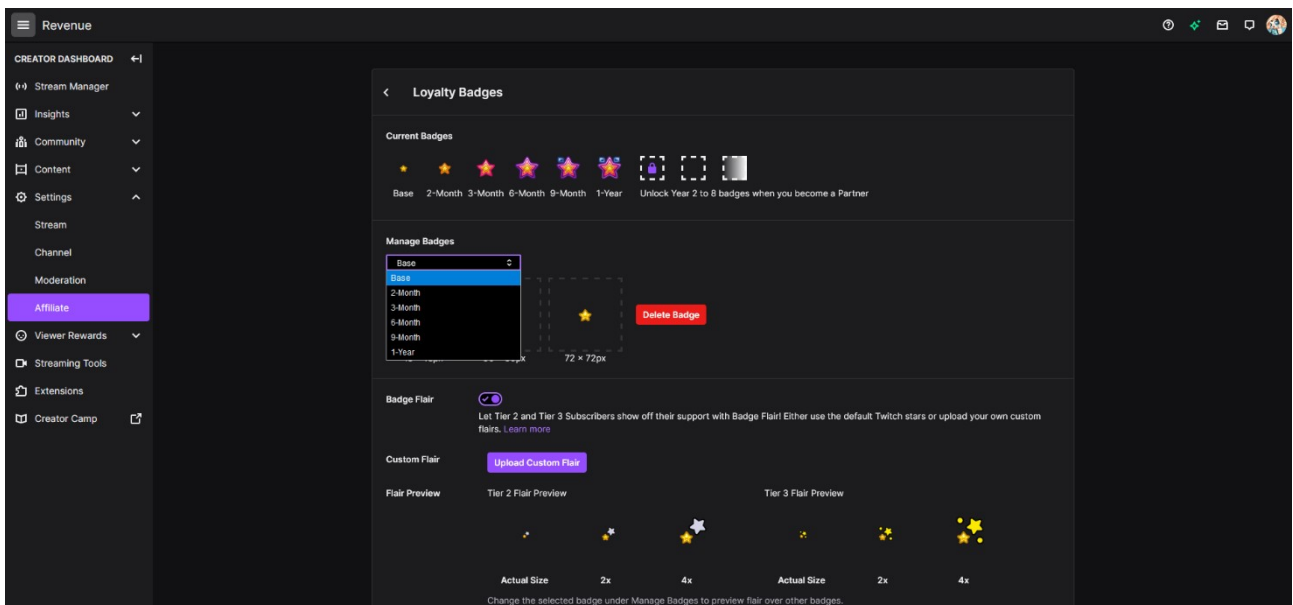 Revenue
CREATOR DASHBOARD
Stream Manager
Insights
Community
Content
Settings
Stream
Channel
Moderation
Affiliate
Viewer Rewards
Streaming Tools
Extensions
Creator Camp
Loyalty Badges
Current Badges
Base 2-Month 3-Month 6-Month 9-Month 1-Year Unlock Year 2 to 8 badges when you become a Partner
Manage Badges
Base
Base
2-Month
3-Month
6-Month
9-Month
1-Year
Delete Badge
72 × 72px
Badge Flair
Let Tier 2 and Tier 3 Subscribers show off their support with Badge Flair! Either use the default Twitch stars or upload your own custom
flairs. Learn more
Custom Flair Upload Custom Flair
Flair Preview Tier 2 Flair Preview Tier 3 Flair Preview
Actual Size 2x 4x Actual Size 2x 4x
Change the selected badge under Manage Badges to preview flair over other badges.